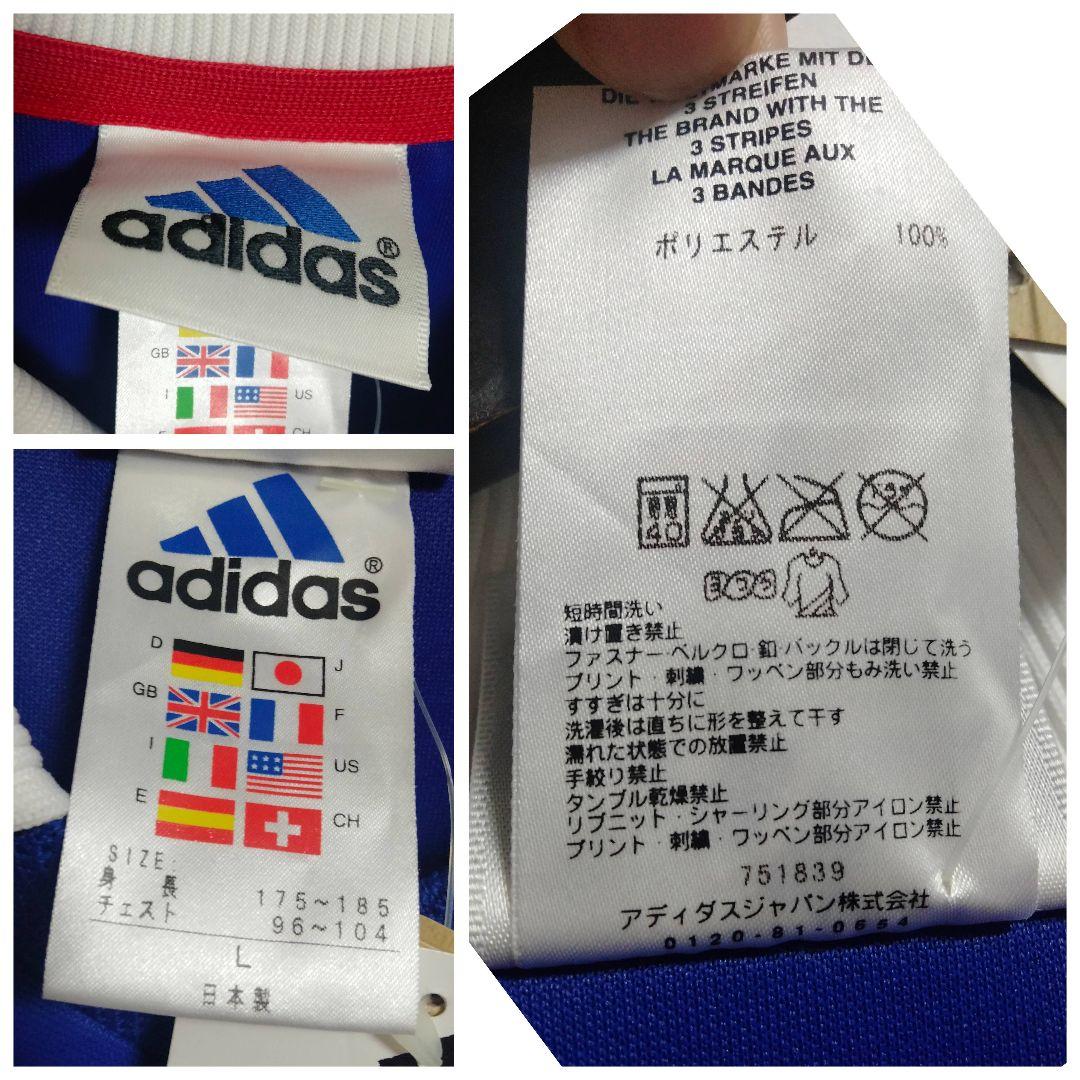 adidas®
GB
I
US
CH
adidas®
D J
GB F
I US
E CH
SIZE:
身長 175~185
チェスト 96~104
L
日本製
MIT
3 STREIFEN
THE BRAND WITH THE
3 STRIPES
LA MARQUE AUX
3 BANDES
ポリエステル 100%
40
短時間洗い
漬け置き禁止
ファスナー・ベルクロ・釦・バックルは閉じて洗う
プリント・刺繍・ワッペン部分もみ洗い禁止
すすぎは十分に
洗濯後は直ちに形を整えて干す
濡れた状態での放置禁止
手絞り禁止
タンブル乾燥禁止
リブニット・シャーリング部分アイロン禁止
プリント・刺繍・ワッペン部分アイロン禁止
751839
アディダスジャパン株式会社
0120-81-0654